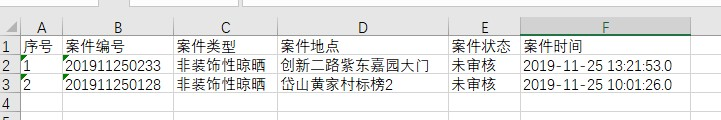 A B C D E F
1 序号 案件编号 案件类型 案件地点 案件状态 案件时间
2 1 201911250233 非装饰性晾晒 创新二路紫东嘉园大门 未审核 2019-11-25 13:21:53.0
3 2 201911250128 非装饰性晾晒 岱山黄家村标榜2 未审核 2019-11-25 10:01:26.0
4
5